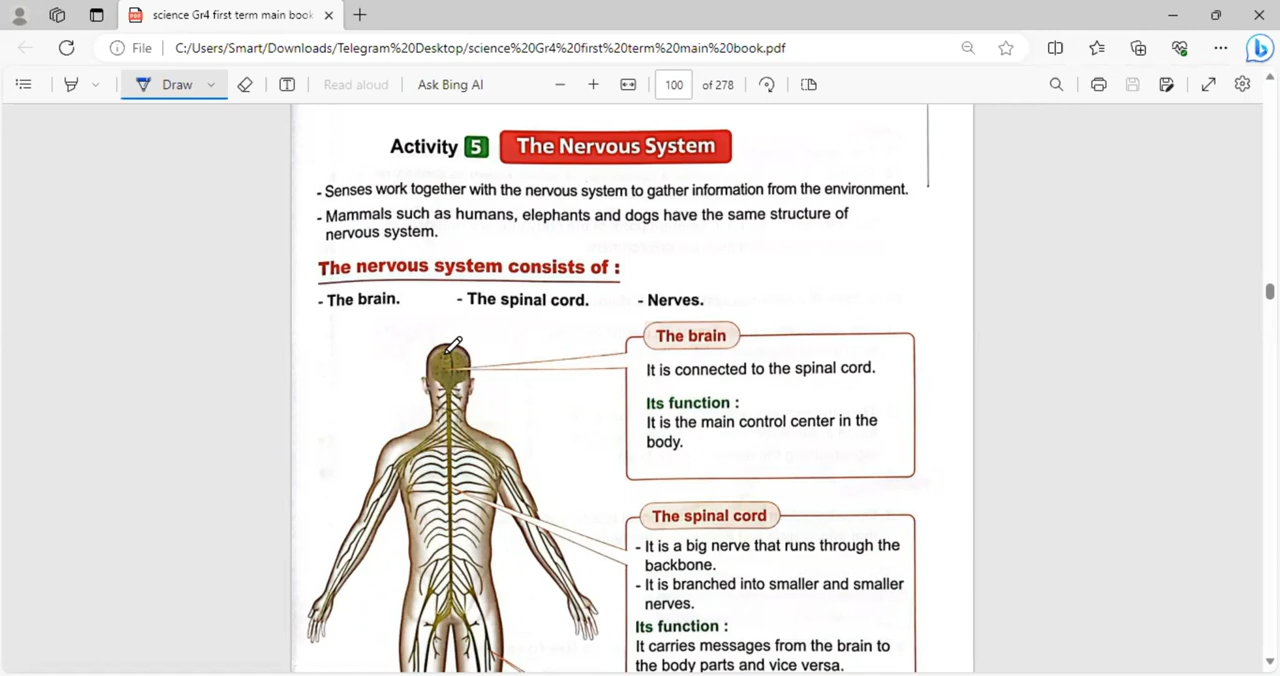 science Gr4 first term main book
File
C:/Users/Smart/Downloads/Telegram%20Desktop/science%20Gr4%20first%20term%20main%20book.pdf
Draw
Read aloud
Ask Bing AI
100 of 278
Activity 5 The Nervous System
- Senses work together with the nervous system to gather information from the environment.
- Mammals such as humans, elephants and dogs have the same structure of
nervous system.
The nervous system consists of :
- The brain. - The spinal cord. - Nerves.
The brain
It is connected to the spinal cord.
Its function :
It is the main control center in the
body.
The spinal cord
- It is a big nerve that runs through the
backbone.
- It is branched into smaller and smaller
nerves.
Its function :
It carries messages from the brain to
the body parts and vice versa.